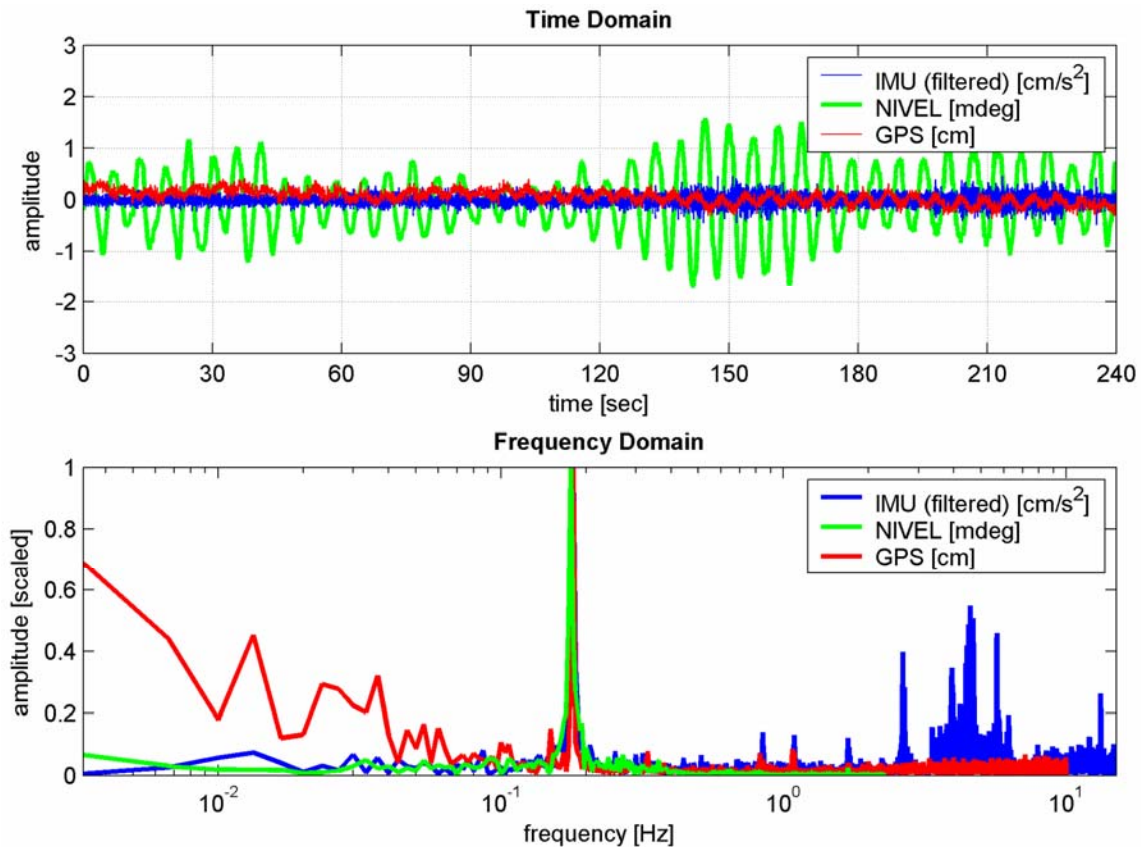 Time Domain
3
2
1
0
-1
-2
-3
amplitude
IMU (filtered) [cm/s²]
NIVEL [mdeg]
GPS [cm]
0 30 60 90 120 150 180 210 240
time [sec]
Frequency Domain
1
0.8
0.6
0.4
0.2
0
amplitude [scaled]
IMU (filtered) [cm/s²]
NIVEL [mdeg]
GPS [cm]
10⁻² 10⁻¹ 10⁰ 10¹
frequency [Hz]